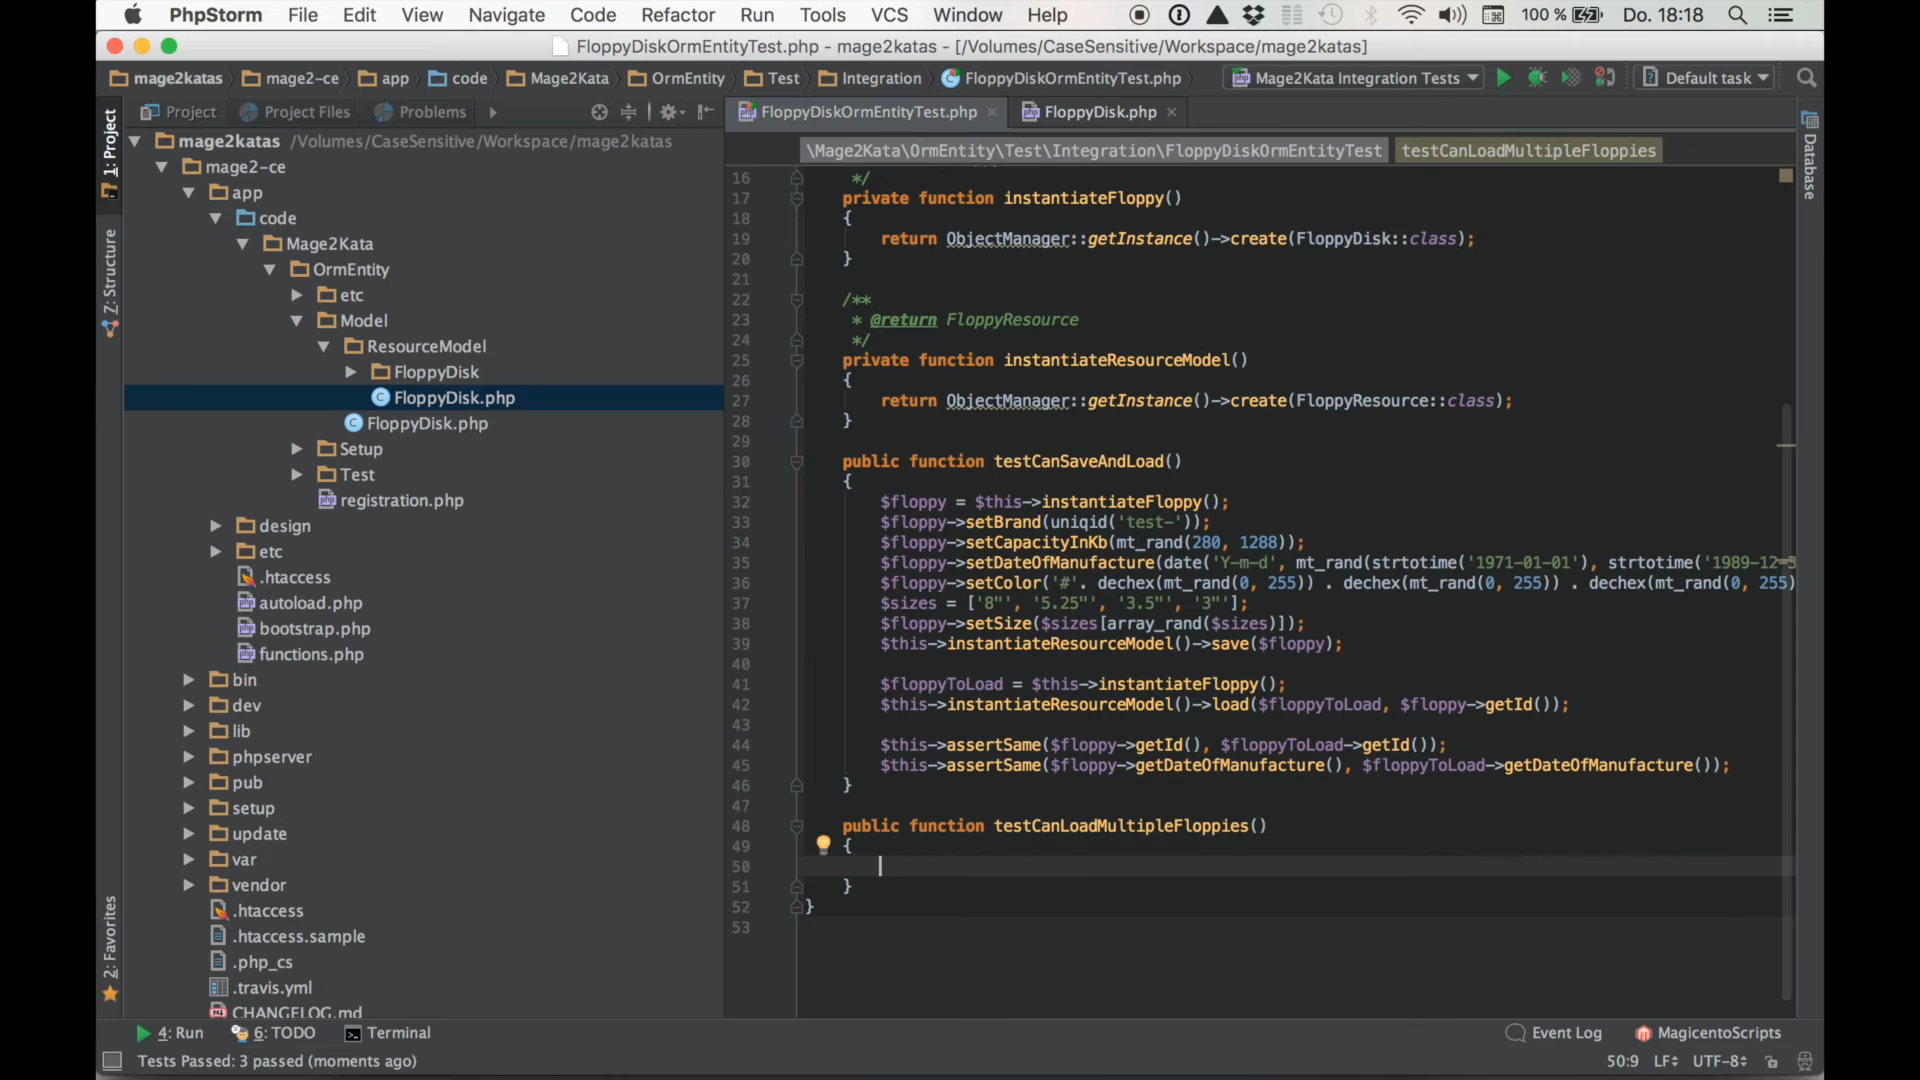 PhpStorm File Edit View Navigate Code Refactor Run Tools VCS Window Help 100 % Do. 18:18
FloppyDiskOrmEntityTest.php - mage2katas - [/Volumes/CaseSensitive/Workspace/mage2katas]
mage2katas mage2-ce app code Mage2Kata OrmEntity Test Integration FloppyDiskOrmEntityTest.php Mage2Kata Integration Tests Default task
Project Project Files Problems
FloppyDiskOrmEntityTest.php FloppyDisk.php
1: Project
Z: Structure
2: Favorites
Database
mage2katas /Volumes/CaseSensitive/Workspace/mage2katas
mage2-ce
app
code
Mage2Kata
OrmEntity
etc
Model
ResourceModel
FloppyDisk
FloppyDisk.php
FloppyDisk.php
Setup
Test
registration.php
design
etc
.htaccess
autoload.php
bootstrap.php
functions.php
bin
dev
lib
phpserver
pub
setup
update
var
vendor
.htaccess
.htaccess.sample
.php_cs
.travis.yml
CHANGELOG.md
\Mage2Kata\OrmEntity\Test\Integration\FloppyDiskOrmEntityTest testCanLoadMultipleFloppies
16 */
17 private function instantiateFloppy()
18 {
19 return ObjectManager::getInstance()->create(FloppyDisk::class);
20 }
21
22 /**
23 * @return FloppyResource
24 */
25 private function instantiateResourceModel()
26 {
27 return ObjectManager::getInstance()->create(FloppyResource::class);
28 }
29
30 public function testCanSaveAndLoad()
31 {
32 $floppy = $this->instantiateFloppy();
33 $floppy->setBrand(uniqid('test-'));
34 $floppy->setCapacityInKb(mt_rand(280, 1288));
35 $floppy->setDateOfManufacture(date('Y-m-d', mt_rand(strtotime('1971-01-01'), strtotime('1989-12-3
36 $floppy->setColor('#'. dechex(mt_rand(0, 255)) . dechex(mt_rand(0, 255)) . dechex(mt_rand(0, 255)
37 $sizes = ['8"', '5.25"', '3.5"', '3"'];
38 $floppy->setSize($sizes[array_rand($sizes)]);
39 $this->instantiateResourceModel()->save($floppy);
40
41 $floppyToLoad = $this->instantiateFloppy();
42 $this->instantiateResourceModel()->load($floppyToLoad, $floppy->getId());
43
44 $this->assertSame($floppy->getId(), $floppyToLoad->getId());
45 $this->assertSame($floppy->getDateOfManufacture(), $floppyToLoad->getDateOfManufacture());
46 }
47
48 public function testCanLoadMultipleFloppies()
49 {
50
51 }
52 }
53
4: Run 6: TODO Terminal Event Log MagicentoScripts
Tests Passed: 3 passed (moments ago) 50:9 LF UTF-8